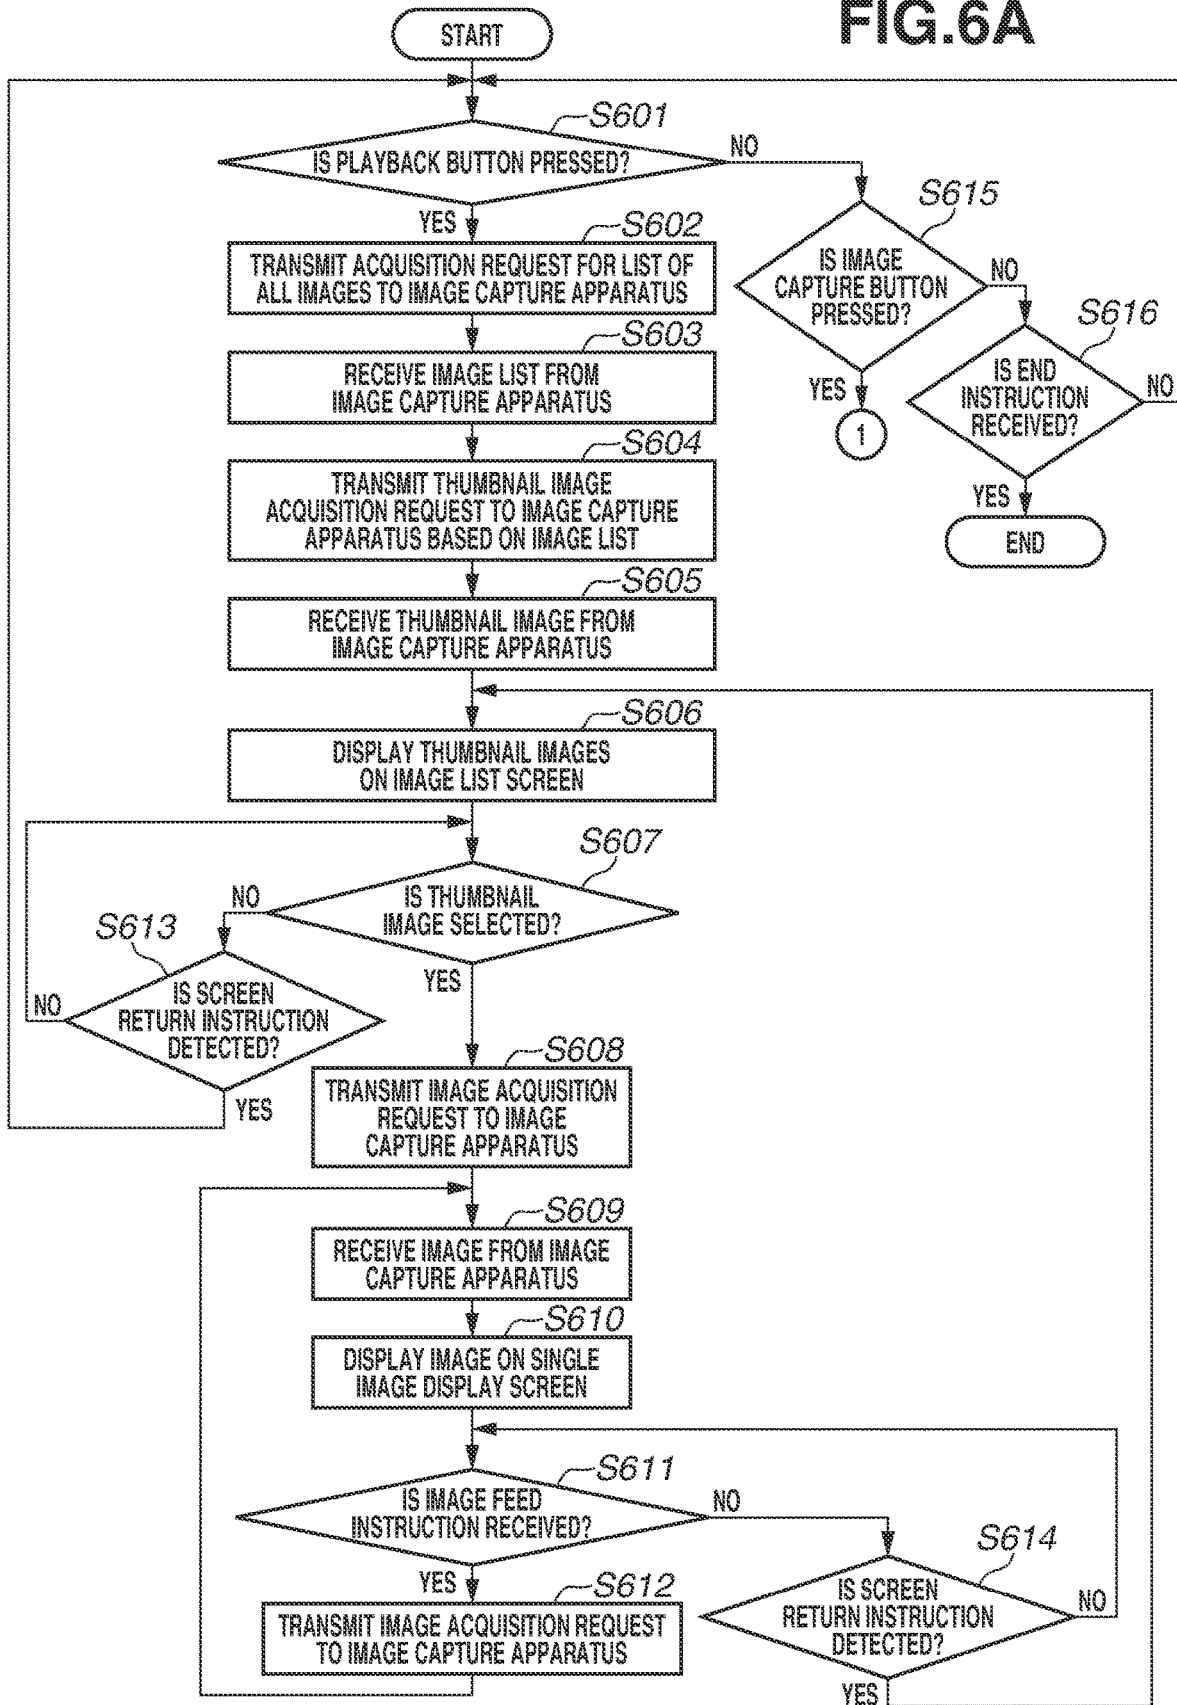 FIG.6A
START
S601
IS PLAYBACK BUTTON PRESSED?
NO
YES
S602
TRANSMIT ACQUISITION REQUEST FOR LIST OF
ALL IMAGES TO IMAGE CAPTURE APPARATUS
S603
RECEIVE IMAGE LIST FROM
IMAGE CAPTURE APPARATUS
S604
TRANSMIT THUMBNAIL IMAGE
ACQUISITION REQUEST TO IMAGE CAPTURE
APPARATUS BASED ON IMAGE LIST
S605
RECEIVE THUMBNAIL IMAGE FROM
IMAGE CAPTURE APPARATUS
S615
IS IMAGE
CAPTURE BUTTON
PRESSED?
NO
YES
1
S616
IS END
INSTRUCTION
RECEIVED?
NO
YES
END
S606
DISPLAY THUMBNAIL IMAGES
ON IMAGE LIST SCREEN
S607
IS THUMBNAIL
IMAGE SELECTED?
NO
YES
S613
IS SCREEN
RETURN INSTRUCTION
DETECTED?
NO
YES
S608
TRANSMIT IMAGE ACQUISITION
REQUEST TO IMAGE
CAPTURE APPARATUS
S609
RECEIVE IMAGE FROM IMAGE
CAPTURE APPARATUS
S610
DISPLAY IMAGE ON SINGLE
IMAGE DISPLAY SCREEN
S611
IS IMAGE FEED
INSTRUCTION RECEIVED?
NO
YES
S612
TRANSMIT IMAGE ACQUISITION REQUEST
TO IMAGE CAPTURE APPARATUS
S614
IS SCREEN
RETURN INSTRUCTION
DETECTED?
NO
YES